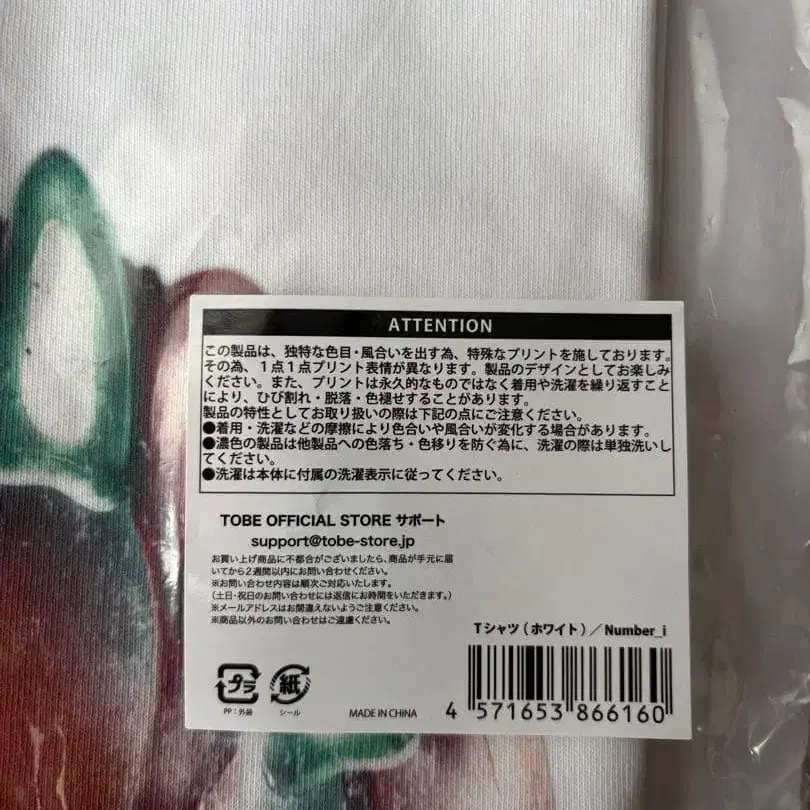 ATTENTION
この製品は、独特な色目・風合いを出す為、特殊なプリントを施しております。
その為、1点1点プリント表情が異なります。製品のデザインとしてお楽しみ
ください。また、プリントは永久的なものではなく着用や洗濯を繰り返すこと
により、ひび割れ・脱落・色褪せすることがあります。
製品の特性としてお取り扱いの際は下記の点にご注意ください。
●着用・洗濯などの摩擦により色合いや風合いが変化する場合があります。
●濃色の製品は他製品への色落ち・色移りを防ぐ為に、洗濯の際は単独洗いし
てください。
●洗濯は本体に付属の洗濯表示に従ってください。
TOBE OFFICIAL STORE サポート
support@tobe-store.jp
お買い上げ商品に不都合がございましたら、商品が手元に届
いてから2週間以内にお問い合わせください。
※お問い合わせ内容は順次ご対応いたします。
（土日・祝日のお問い合わせには返信にお時間をいただきます。）
※メールアドレスはお間違えないようご注意ください。
※商品以外のお問い合わせはご遠慮ください。
Tシャツ（ホワイト）／Number_i
プラ 紙
PP：外袋 シール
MADE IN CHINA
4 571653 866160